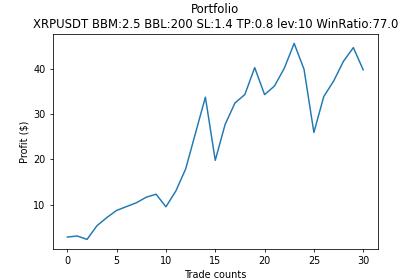 Portfolio
XRPUSDT BBM:2.5 BBL:200 SL:1.4 TP:0.8 lev:10 WinRatio:77.0
40
30
20
10
Profit ($)
0 5 10 15 20 25 30
Trade counts